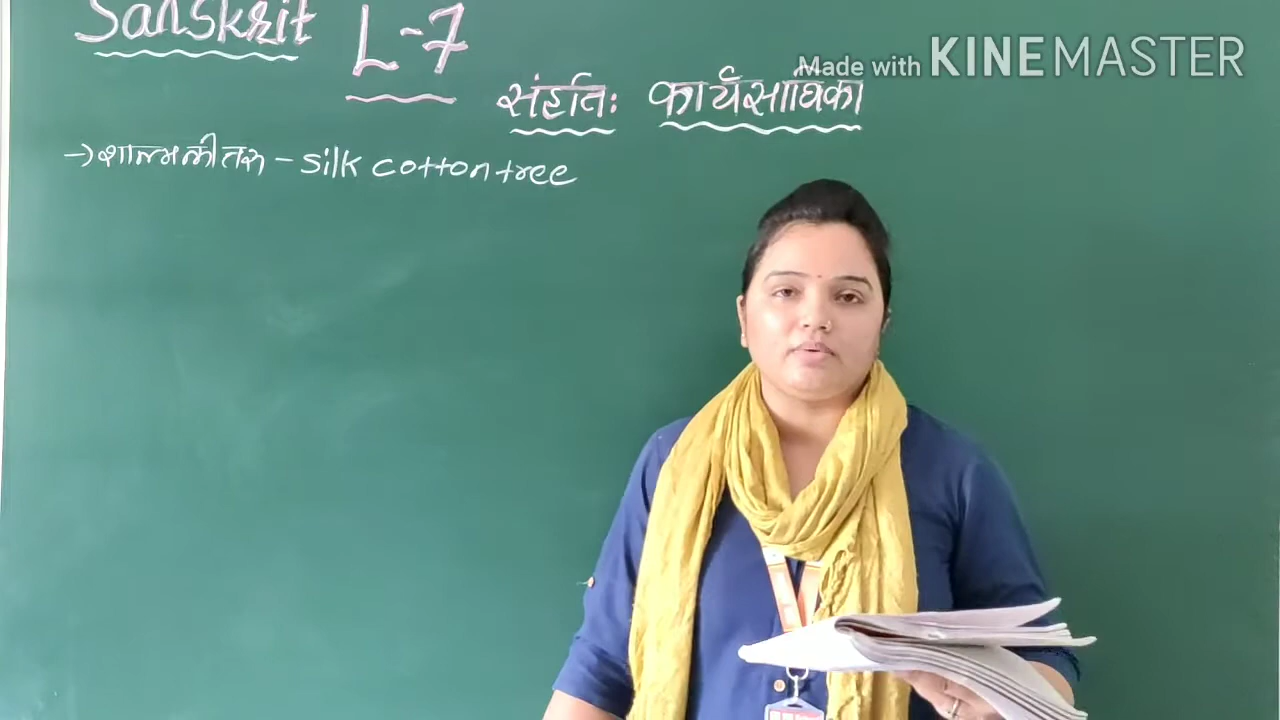 Sanskrit L-7
Made with KINEMASTER
संहतिः कार्यसाधिका
→ शाल्मलीतरु - silk cotton tree